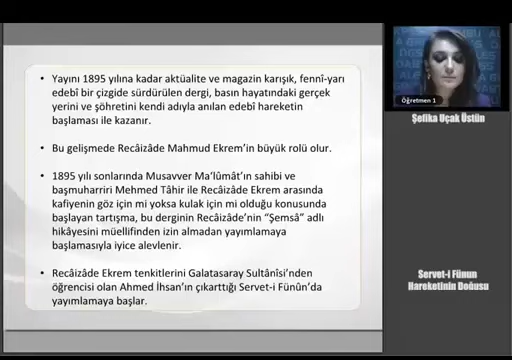 • Yayını 1895 yılına kadar aktüalite ve magazin karışık, fennî-yarı
edebî bir çizgide sürdürülen dergi, basın hayatındaki gerçek
yerini ve şöhretini kendi adıyla anılan edebî hareketin
başlaması ile kazanır.
• Bu gelişmede Recâizâde Mahmud Ekrem'in büyük rolü olur.
• 1895 yılı sonlarında Musavver Ma'lûmât'ın sahibi ve
başmuharriri Mehmed Tâhir ile Recâizâde Ekrem arasında
kafiyenin göz için mi yoksa kulak için mi olduğu konusunda
başlayan tartışma, bu derginin Recâizâde'nin "Şemsâ" adlı
hikâyesini müellifinden izin almadan yayımlamaya
başlamasıyla iyice alevlenir.
• Recâizâde Ekrem tenkitlerini Galatasaray Sultânîsi'nden
öğrencisi olan Ahmed İhsan'ın çıkarttığı Servet-i Fünûn'da
yayımlamaya başlar.
Öğretmen 1
Şefika Uçak Üstün
Servet-i Fünun
Hareketinin Doğusu